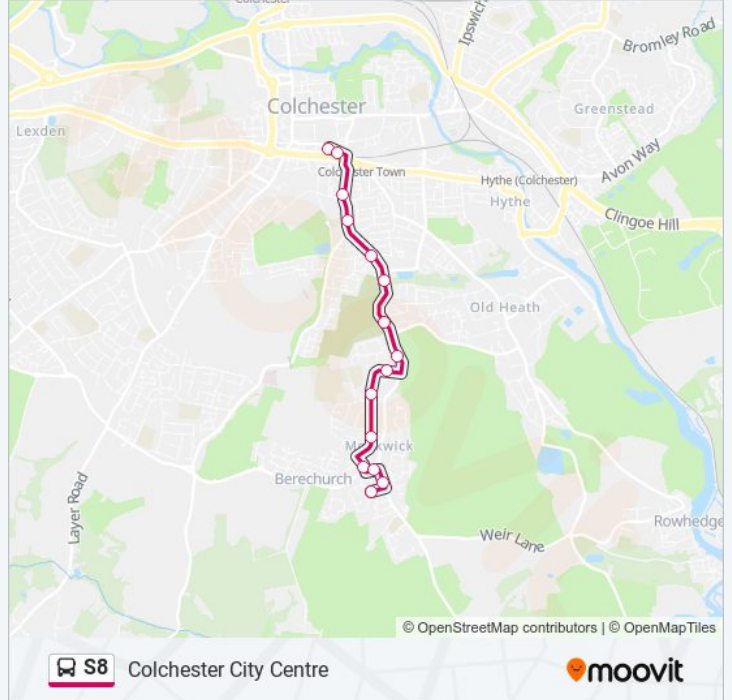 Colchester
Ipswich
Bromley Road
Colchester
Greenstead
Lexden
Avon Way
Colchester Town
Hythe (Colchester)
Hythe
Clingoe Hill
Old Heath
Berechurch
Layer Road
Weir Lane
Rowhedge
© OpenStreetMap contributors | © OpenMapTiles
S8 Colchester City Centre
moovit